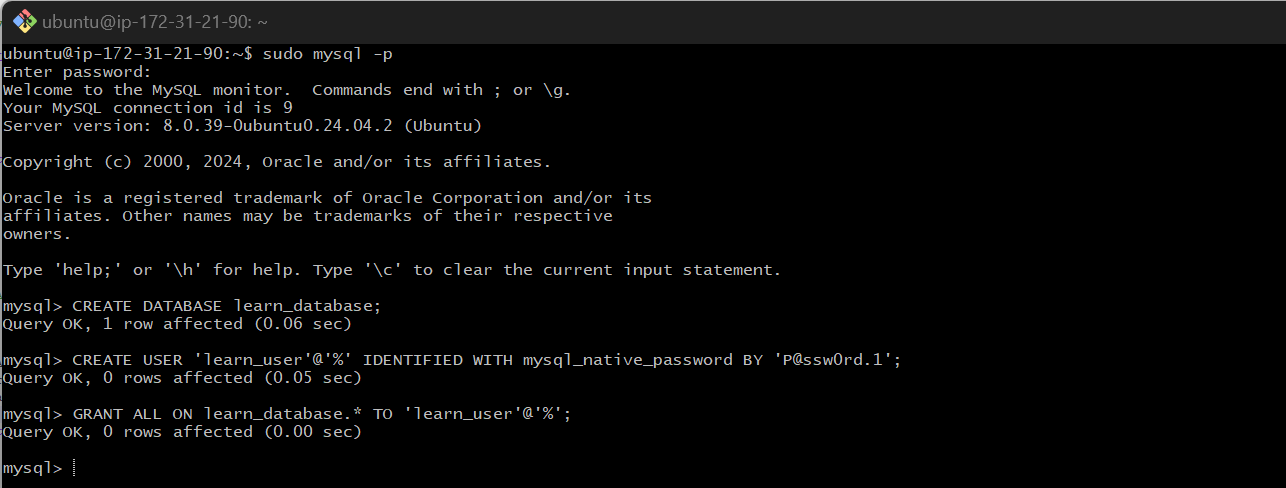 ubuntu@ip-172-31-21-90: ~
ubuntu@ip-172-31-21-90:~$ sudo mysql -p
Enter password:
Welcome to the MySQL monitor.  Commands end with ; or \g.
Your MySQL connection id is 9
Server version: 8.0.39-0ubuntu0.24.04.2 (Ubuntu)
Copyright (c) 2000, 2024, Oracle and/or its affiliates.
Oracle is a registered trademark of Oracle Corporation and/or its
affiliates. Other names may be trademarks of their respective
owners.
Type 'help;' or '\h' for help. Type '\c' to clear the current input statement.
mysql> CREATE DATABASE learn_database;
Query OK, 1 row affected (0.06 sec)
mysql> CREATE USER 'learn_user'@'%' IDENTIFIED WITH mysql_native_password BY 'P@ssw0rd.1';
Query OK, 0 rows affected (0.05 sec)
mysql> GRANT ALL ON learn_database.* TO 'learn_user'@'%';
Query OK, 0 rows affected (0.00 sec)
mysql>